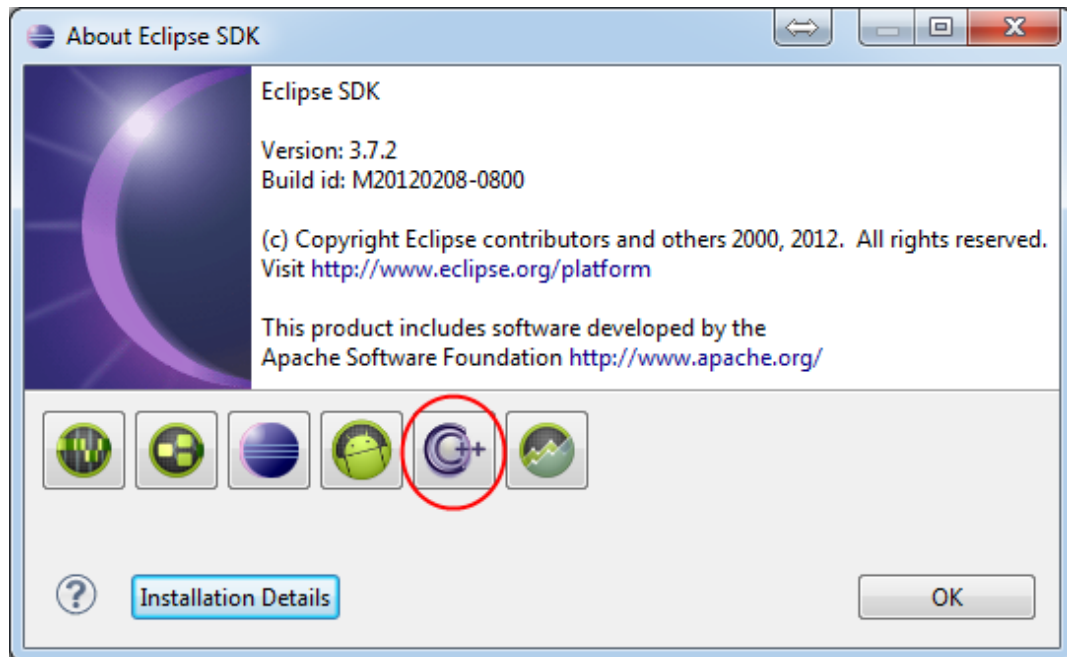 About Eclipse SDK
Eclipse SDK
Version: 3.7.2
Build id: M20120208-0800
(c) Copyright Eclipse contributors and others 2000, 2012.  All rights reserved.
Visit http://www.eclipse.org/platform
This product includes software developed by the
Apache Software Foundation http://www.apache.org/
C++
?
Installation Details
OK